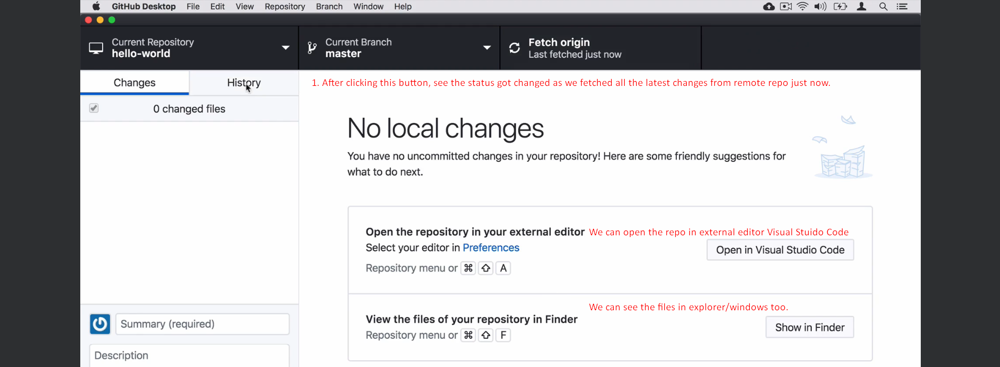 GitHub Desktop File Edit View Repository Branch Window Help
Current Repository
hello-world
Current Branch
master
Fetch origin
Last fetched just now
Changes
History
1. After clicking this button, see the status got changed as we fetched all the latest changes from remote repo just now.
0 changed files
No local changes
You have no uncommitted changes in your repository! Here are some friendly suggestions for
what to do next.
Open the repository in your external editor
We can open the repo in external editor Visual Stuido Code
Select your editor in Preferences
Open in Visual Studio Code
Repository menu or ⌘ ⇧ A
We can see the files in explorer/windows too.
View the files of your repository in Finder
Show in Finder
Repository menu or ⌘ ⇧ F
Summary (required)
Description